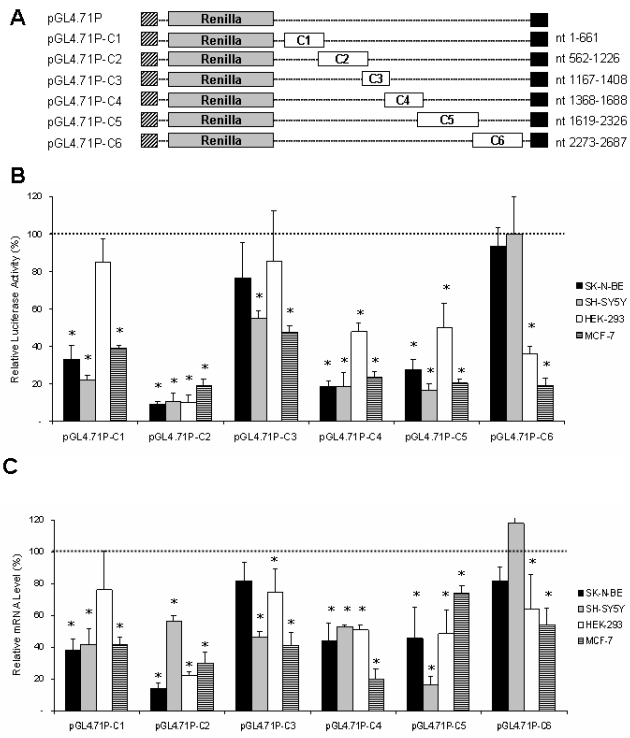 A
pGL4.71P Renilla
pGL4.71P-C1 Renilla C1 nt 1-661
pGL4.71P-C2 Renilla C2 nt 562-1226
pGL4.71P-C3 Renilla C3 nt 1167-1408
pGL4.71P-C4 Renilla C4 nt 1368-1688
pGL4.71P-C5 Renilla C5 nt 1619-2326
pGL4.71P-C6 Renilla C6 nt 2273-2687
B
Relative Luciferase Activity (%)
120
100
80
60
40
20
-
* * *
* * * *
* *
* * * *
* * * *
* *
SK-N-BE
SH-SY5Y
HEK-293
MCF-7
pGL4.71P-C1 pGL4.71P-C2 pGL4.71P-C3 pGL4.71P-C4 pGL4.71P-C5 pGL4.71P-C6
C
Relative mRNA Level (%)
120
100
80
60
40
20
-
* * *
* * * *
* * *
* * * *
* * * *
* *
SK-N-BE
SH-SY5Y
HEK-293
MCF-7
pGL4.71P-C1 pGL4.71P-C2 pGL4.71P-C3 pGL4.71P-C4 pGL4.71P-C5 pGL4.71P-C6